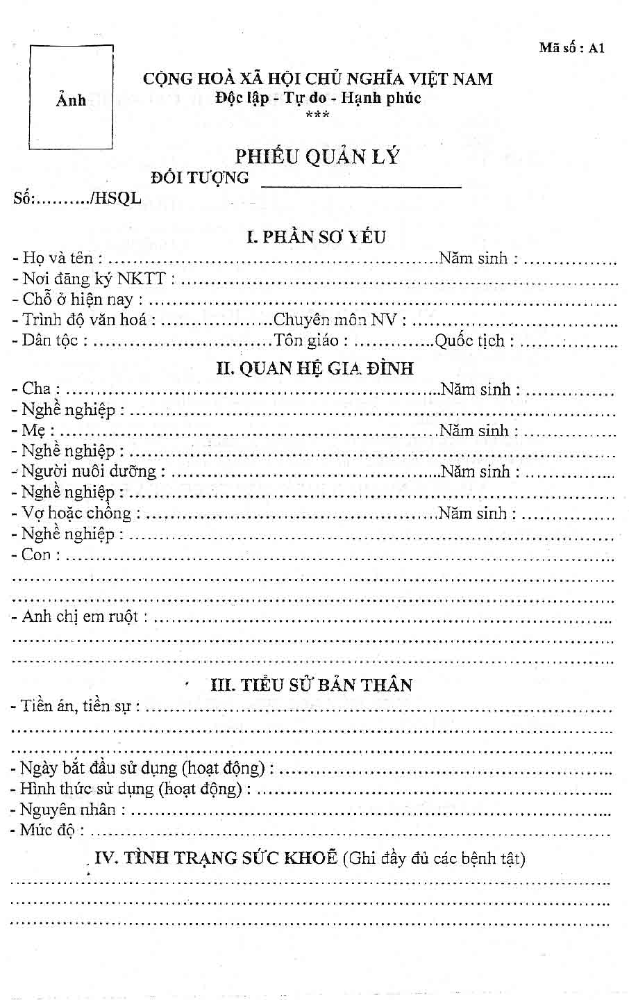 Mã số : A1
Ảnh
CỘNG HOÀ XÃ HỘI CHỦ NGHĨA VIỆT NAM
Độc lập - Tự do - Hạnh phúc
***
PHIẾU QUẢN LÝ
ĐỐI TƯỢNG ____________________
Số:........../HSQL
I. PHẦN SƠ YẾU
- Họ và tên : ......................................................Năm sinh : ................
- Nơi đăng ký NKTT : ........................................................................
- Chỗ ở hiện nay : .............................................................................
- Trình độ văn hoá : ..................Chuyên môn NV : ..................................
- Dân tộc : .............................Tôn giáo : .............Quốc tịch : ................
II. QUAN HỆ GIA ĐÌNH
- Cha : .............................................................Năm sinh : ...............
- Nghề nghiệp : ................................................................................
- Mẹ : ..............................................................Năm sinh : ................
- Nghề nghiệp : ................................................................................
- Người nuôi dưỡng : ............................................Năm sinh : ...............
- Nghề nghiệp : ................................................................................
- Vợ hoặc chồng : ...............................................Năm sinh : ................
- Nghề nghiệp : ................................................................................
- Con : ..........................................................................................
..................................................................................................
..................................................................................................
- Anh chị em ruột : ...........................................................................
..................................................................................................
..................................................................................................
III. TIỂU SỬ BẢN THÂN
- Tiền án, tiền sự : ............................................................................
..................................................................................................
..................................................................................................
- Ngày bắt đầu sử dụng (hoạt động) : ......................................................
- Hình thức sử dụng (hoạt động) : ..........................................................
- Nguyên nhân : ...............................................................................
- Mức độ : ......................................................................................
IV. TÌNH TRẠNG SỨC KHOẺ (Ghi đầy đủ các bệnh tật)
..................................................................................................
..................................................................................................
..................................................................................................